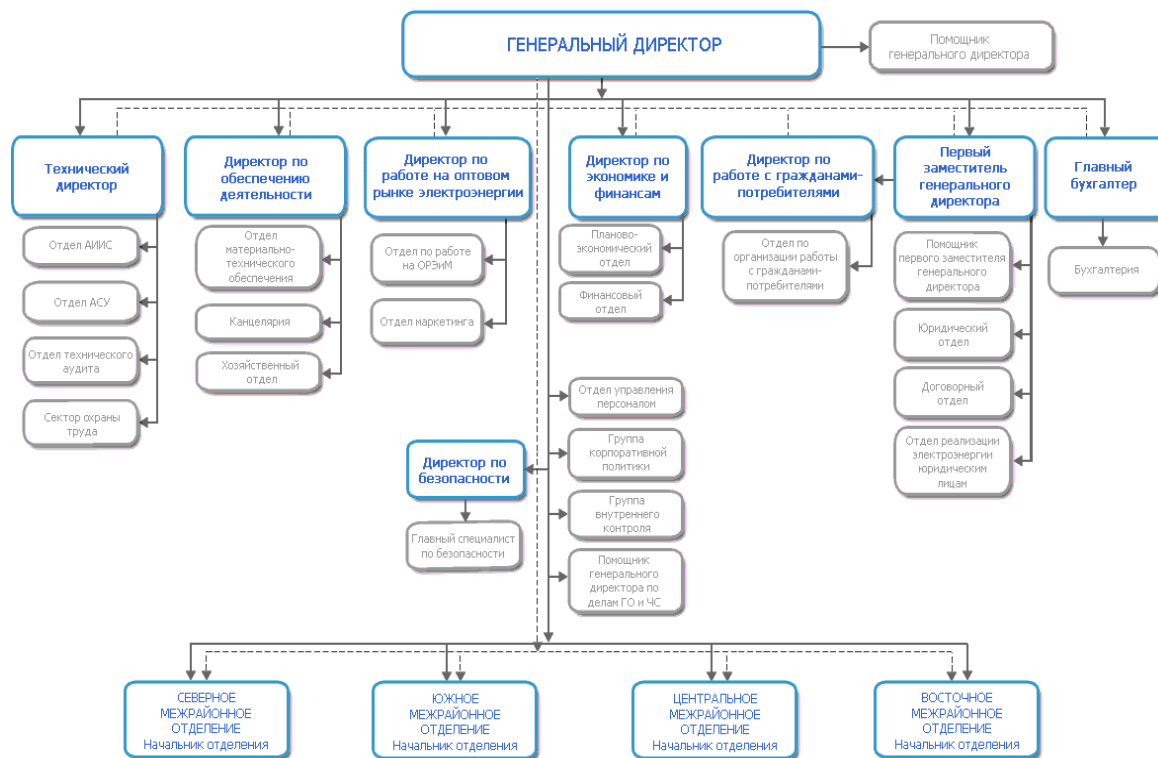 ГЕНЕРАЛЬНЫЙ ДИРЕКТОР
Помощник
генерального директора
Технический
директор
Директор по
обеспечению
деятельности
Директор по
работе на оптовом
рынке электроэнергии
Директор по
экономике и
финансам
Директор по
работе с гражданами-
потребителями
Первый
заместитель
генерального
директора
Главный
бухгалтер
Отдел АИИС
Отдел АСУ
Отдел технического
аудита
Сектор охраны
труда
Отдел
материально-
технического
обеспечения
Канцелярия
Хозяйственный
отдел
Отдел по работе
на ОРЭиМ
Отдел маркетинга
Планово-
экономический
отдел
Финансовый
отдел
Отдел по
организации работы
с гражданами-
потребителями
Помощник
первого заместителя
генерального
директора
Юридический
отдел
Договорный
отдел
Отдел реализации
электроэнергии
юридическим
лицам
Бухгалтерия
Отдел управления
персоналом
Группа
корпоративной
политики
Группа
внутреннего
контроля
Помощник
генерального
директора по
делам ГО и ЧС
Директор по
безопасности
Главный специалист
по безопасности
СЕВЕРНОЕ
МЕЖРАЙОННОЕ
ОТДЕЛЕНИЕ
Начальник отделения
ЮЖНОЕ
МЕЖРАЙОННОЕ
ОТДЕЛЕНИЕ
Начальник отделения
ЦЕНТРАЛЬНОЕ
МЕЖРАЙОННОЕ
ОТДЕЛЕНИЕ
Начальник отделения
ВОСТОЧНОЕ
МЕЖРАЙОННОЕ
ОТДЕЛЕНИЕ
Начальник отделения